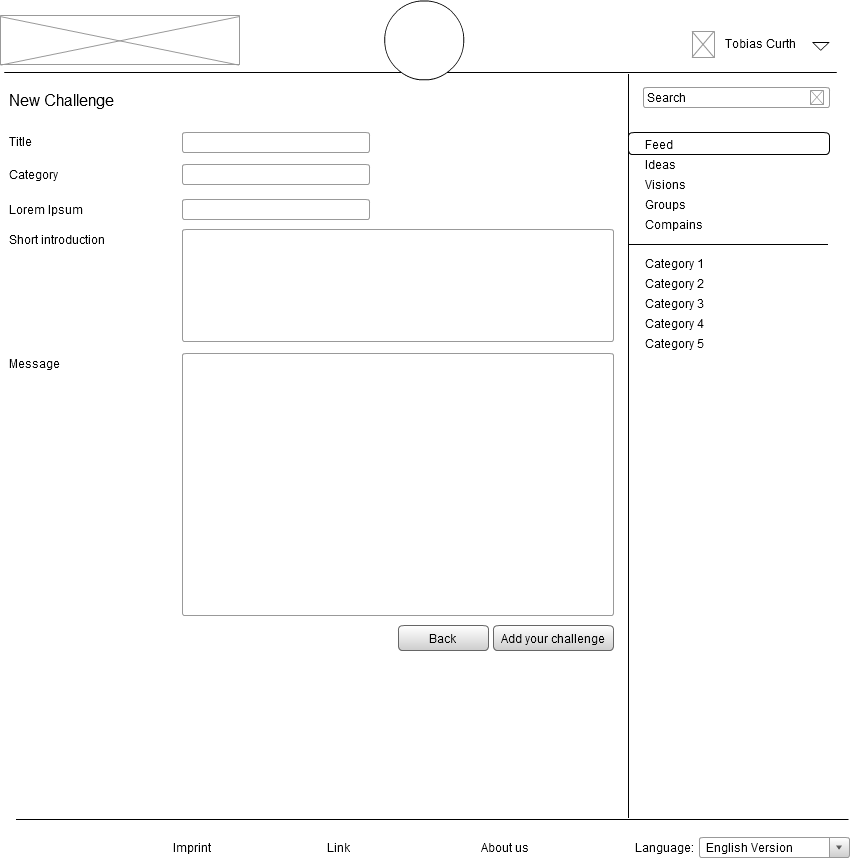 Tobias Curth
New Challenge
Search
Title
Feed
Ideas
Category
Visions
Lorem Ipsum
Groups
Compains
Short introduction
Category 1
Category 2
Category 3
Category 4
Category 5
Message
Back
Add your challenge
Imprint
Link
About us
Language:
English Version